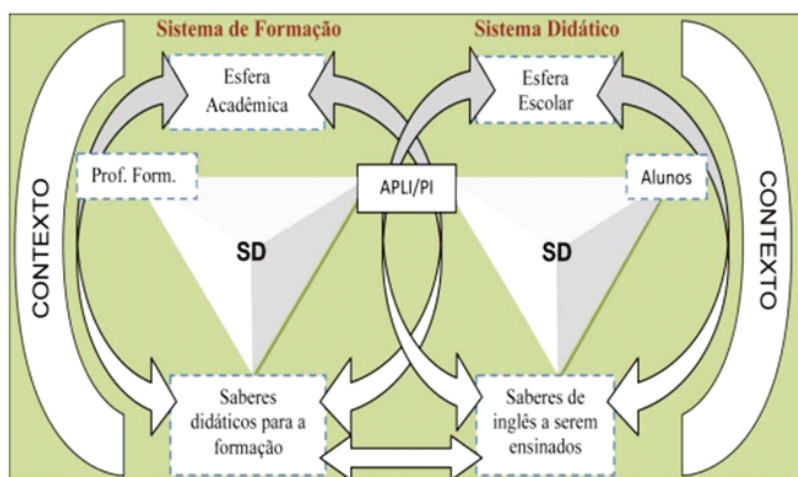 Sistema de Formação
Sistema Didático
Esfera
Acadêmica
Esfera
Escolar
CONTEXTO
Prof. Form.
APLI/PI
Alunos
CONTEXTO
SD
SD
Saberes
didáticos para a
formação
Saberes de
inglês a serem
ensinados